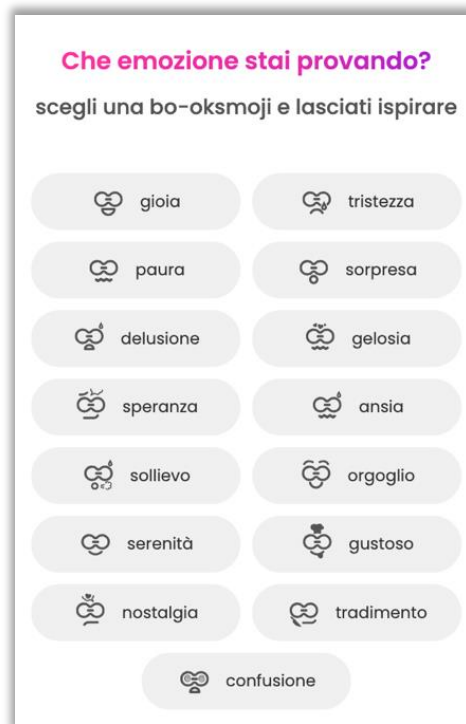 Che emozione stai provando?
scegli una bo-oksmoji e lasciati ispirare
gioia
tristezza
paura
sorpresa
delusione
gelosia
speranza
ansia
sollievo
orgoglio
serenità
gustoso
nostalgia
tradimento
confusione